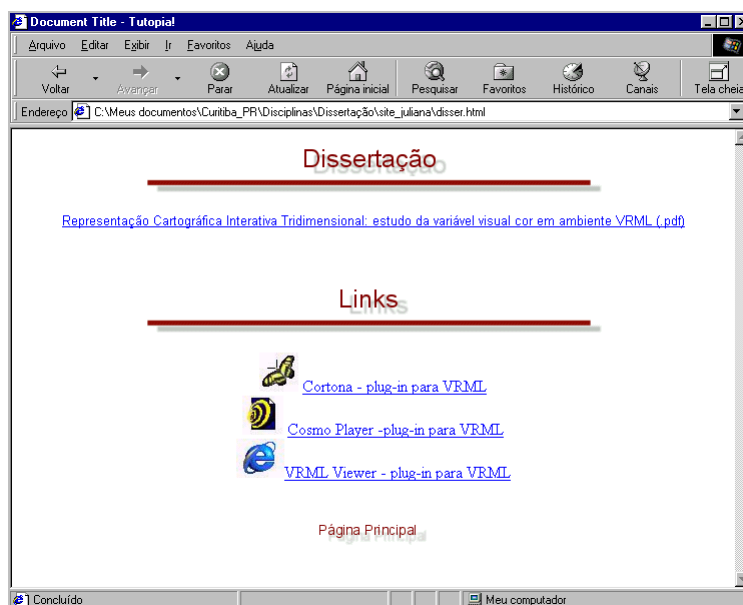 Document Title - Tutopia!
Arquivo Editar Exibir Ir Favoritos Ajuda
Voltar Avançar Parar Atualizar Página inicial Pesquisar Favoritos Histórico Canais Tela cheia
Endereço C:\Meus documentos\Curitiba_PR\Disciplinas\Dissertação\site_juliana\disser.html
Dissertação
Representação Cartográfica Interativa Tridimensional: estudo da variável visual cor em ambiente VRML (.pdf)
Links
Cortona - plug-in para VRML
Cosmo Player -plug-in para VRML
VRML Viewer - plug-in para VRML
Página Principal
Concluído Meu computador